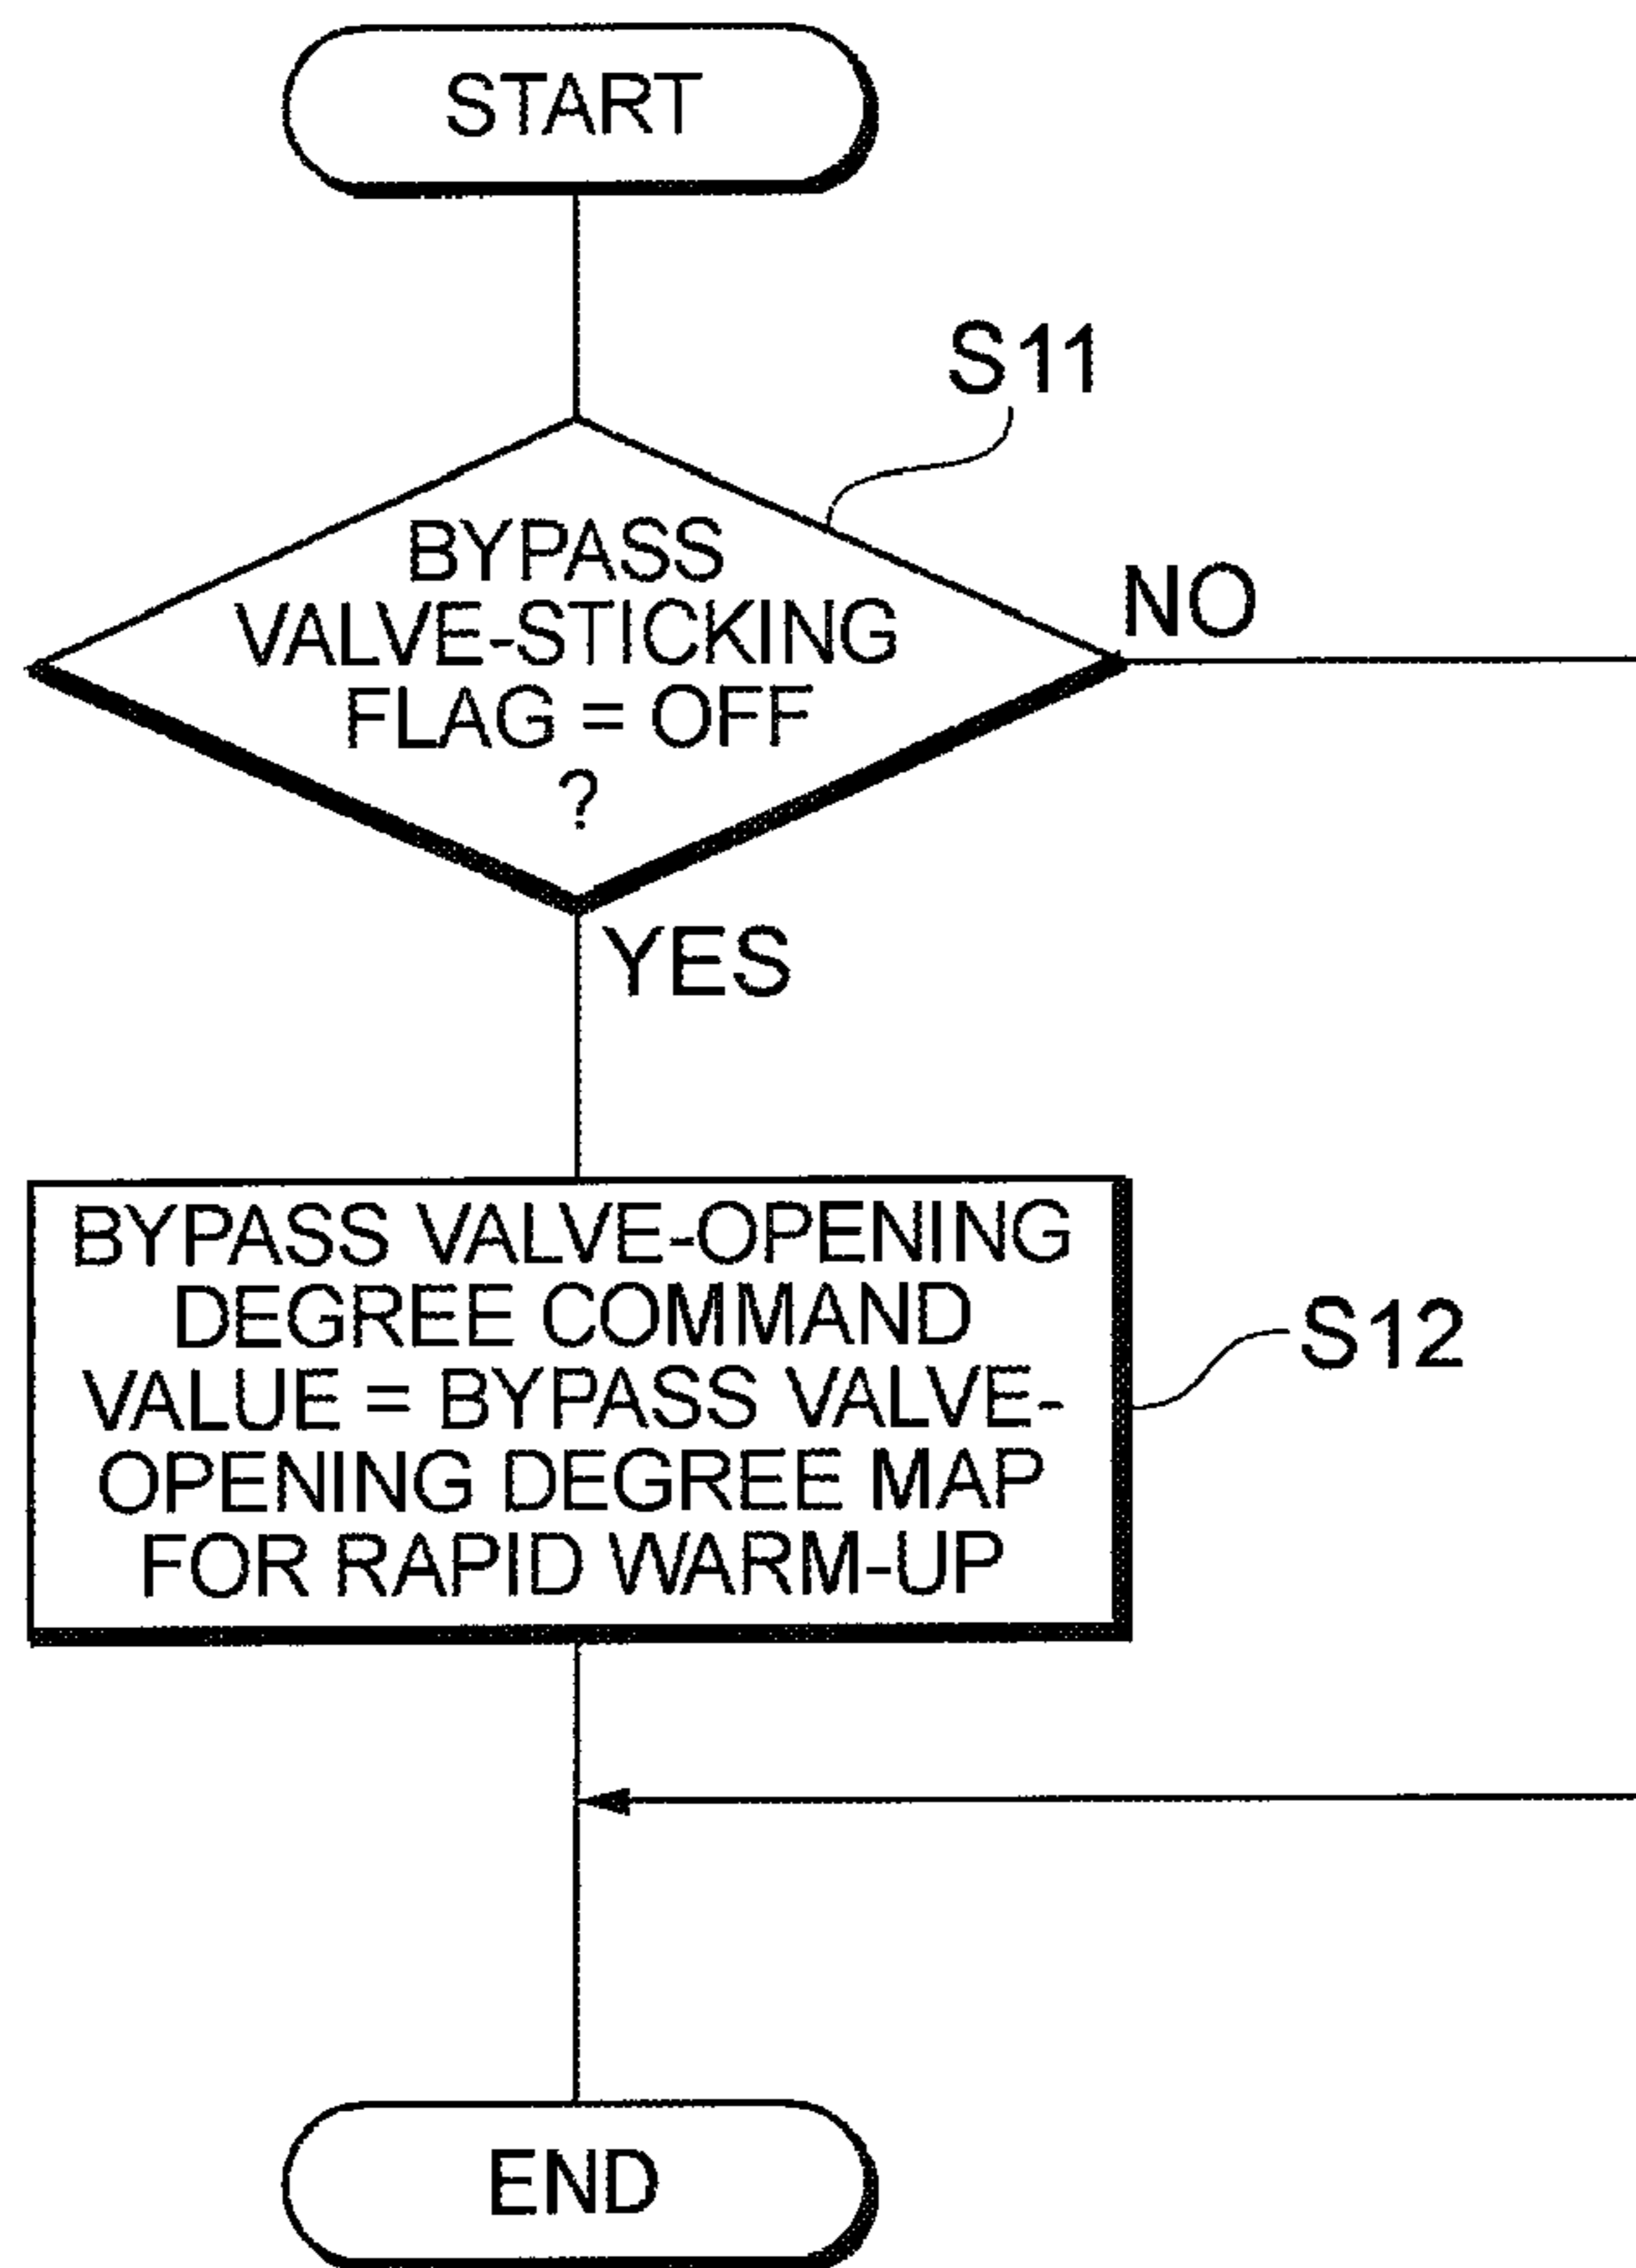 START
S11
BYPASS
VALVE-STICKING
FLAG = OFF
?
NO
YES
BYPASS VALVE-OPENING
DEGREE COMMAND
VALUE = BYPASS VALVE-
OPENING DEGREE MAP
FOR RAPID WARM-UP
S12
END